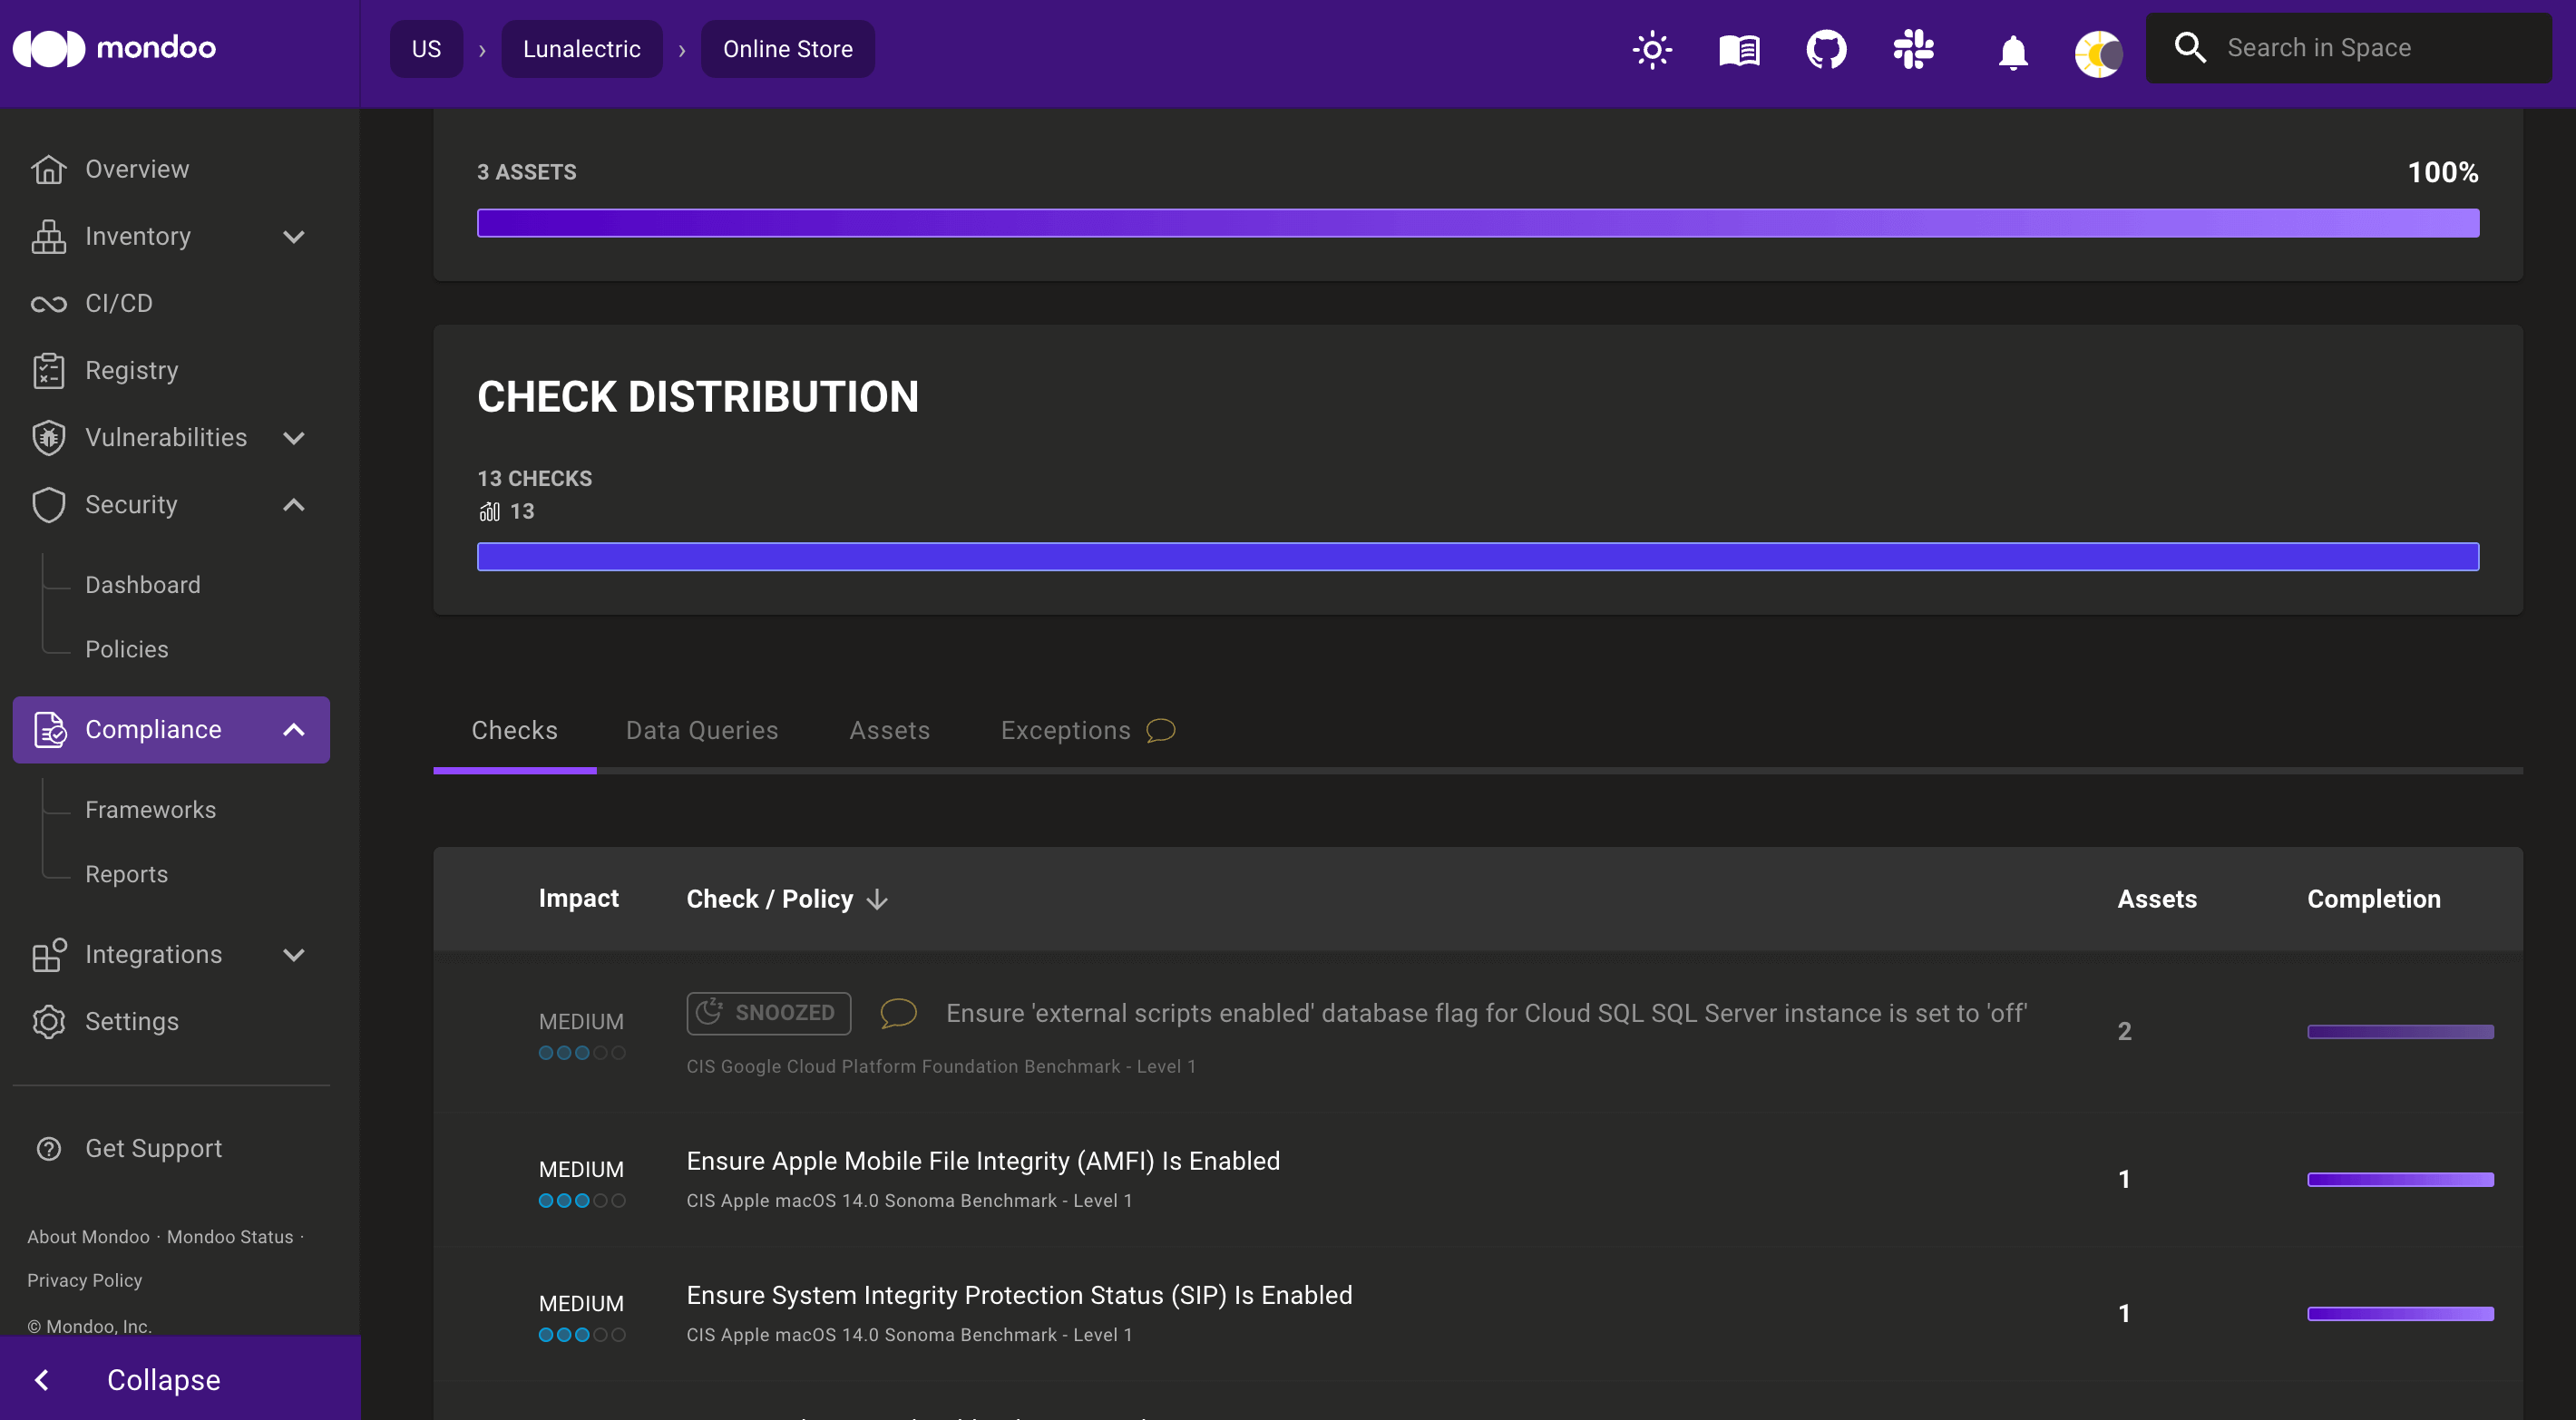 mondoo
US › Lunalectric › Online Store
Search in Space
Overview
Inventory
CI/CD
Registry
Vulnerabilities
Security
Dashboard
Policies
Compliance
Frameworks
Reports
Integrations
Settings
Get Support
About Mondoo · Mondoo Status ·
Privacy Policy
© Mondoo, Inc.
Collapse
3 ASSETS
100%
CHECK DISTRIBUTION
13 CHECKS
13
Checks
Data Queries
Assets
Exceptions
Impact
Check / Policy
Assets
Completion
MEDIUM
SNOOZED
Ensure 'external scripts enabled' database flag for Cloud SQL SQL Server instance is set to 'off'
CIS Google Cloud Platform Foundation Benchmark - Level 1
2
MEDIUM
Ensure Apple Mobile File Integrity (AMFI) Is Enabled
CIS Apple macOS 14.0 Sonoma Benchmark - Level 1
1
MEDIUM
Ensure System Integrity Protection Status (SIP) Is Enabled
CIS Apple macOS 14.0 Sonoma Benchmark - Level 1
1